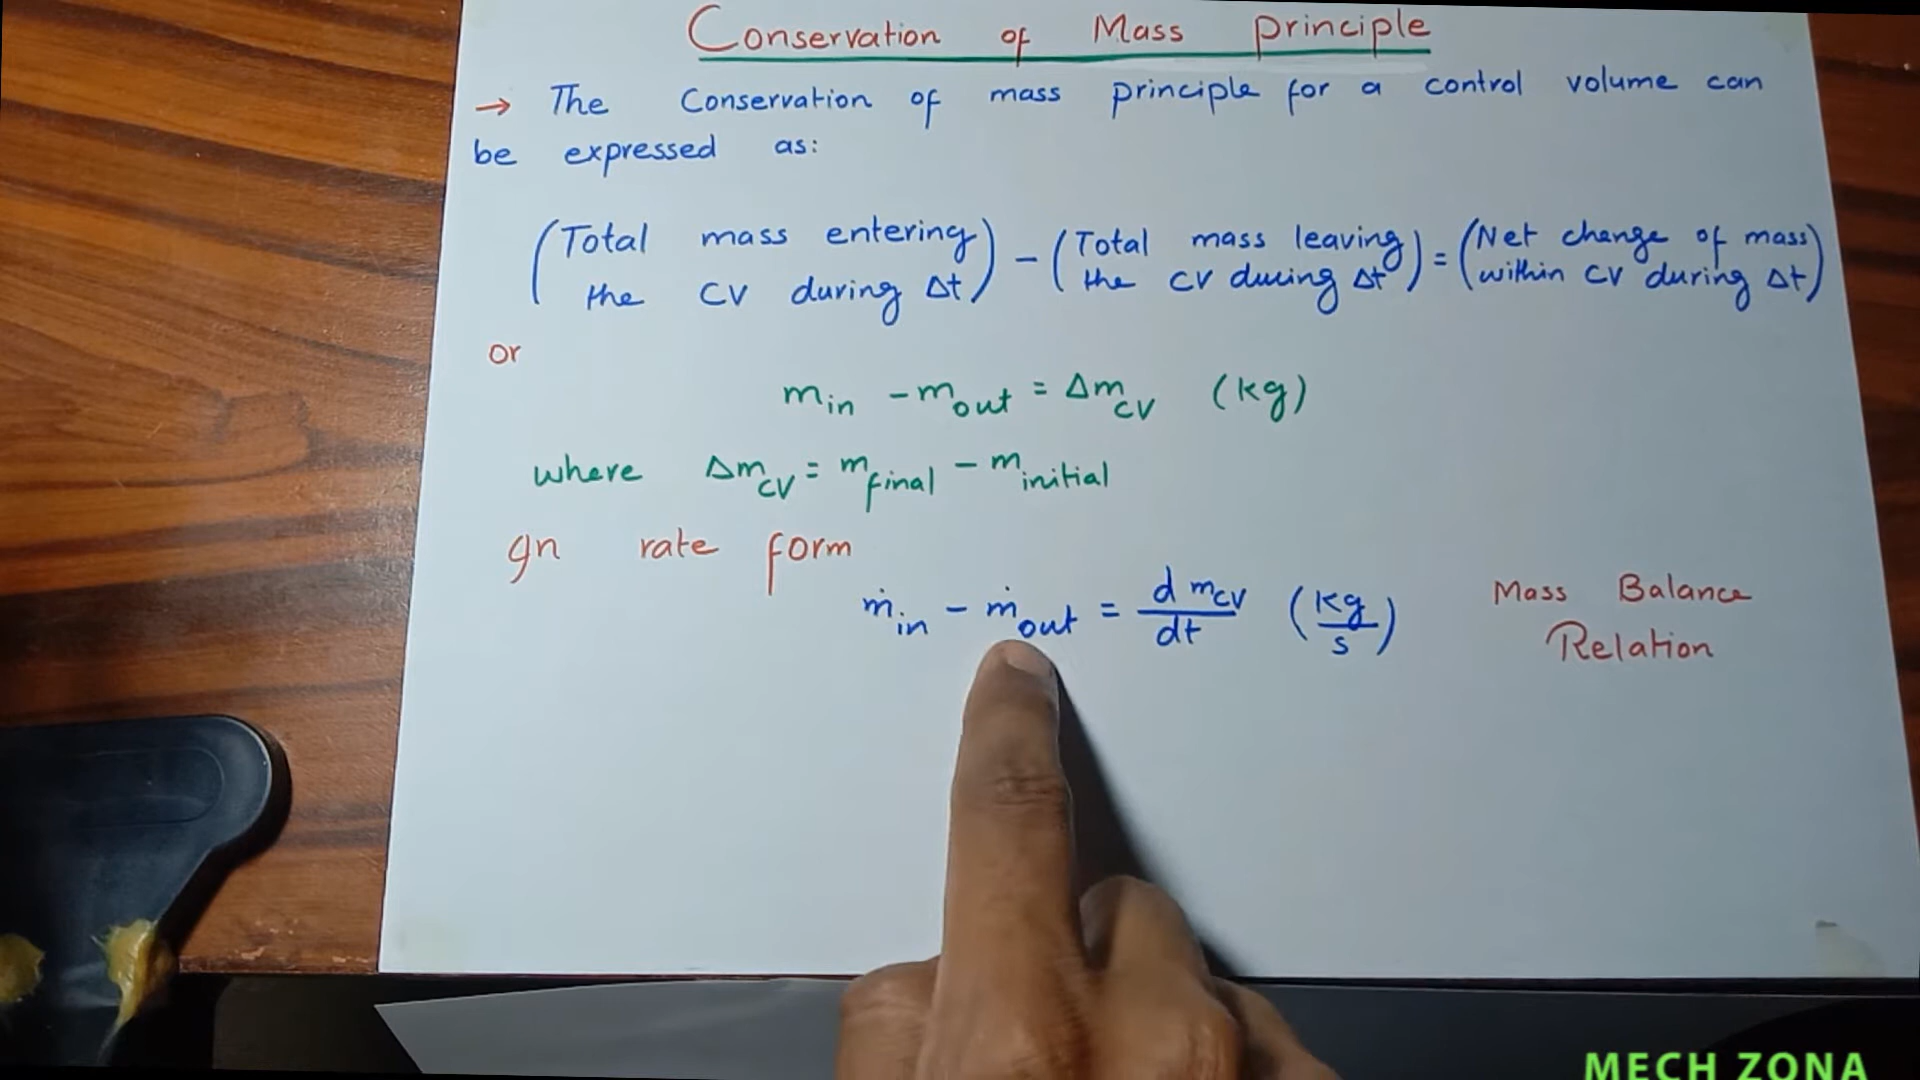 Conservation of Mass Principle
→ The Conservation of mass principle for a control volume can
be expressed as:
(Total mass entering the CV during Δt) - (Total mass leaving the CV during Δt) = (Net change of mass within CV during Δt)
or
m_in - m_out = Δm_CV (kg)
where Δm_CV = m_final - m_initial
In rate form
ṁ_in - ṁ_out = d m_CV / dt (kg/s)
Mass Balance
Relation
MECH ZONA